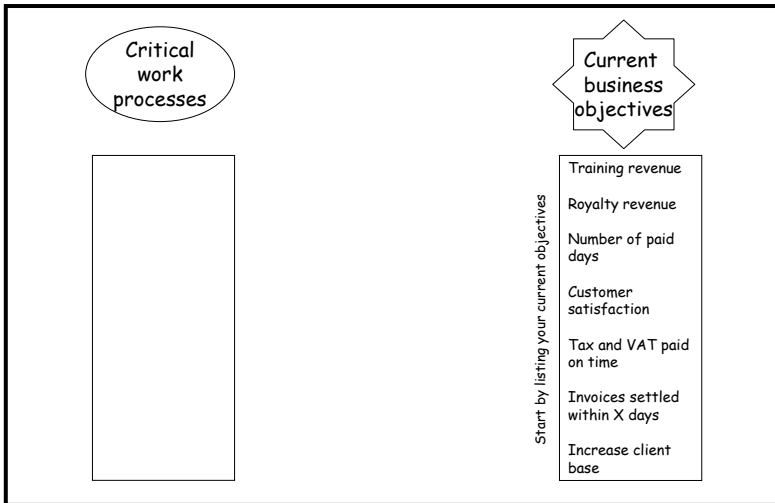 Critical
work
processes
Current
business
objectives
Start by listing your current objectives
Training revenue
Royalty revenue
Number of paid
days
Customer
satisfaction
Tax and VAT paid
on time
Invoices settled
within X days
Increase client
base